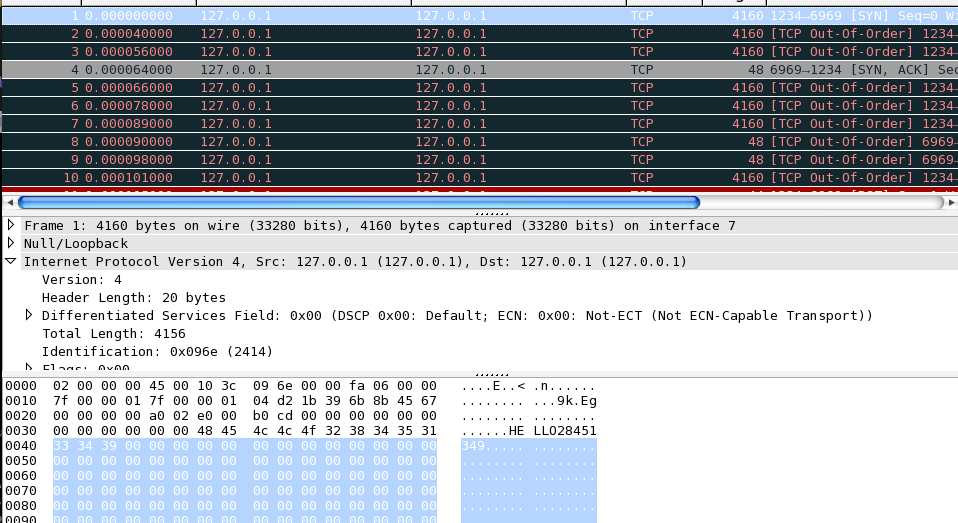 1 0.000000000 127.0.0.1 127.0.0.1 TCP 4160 1234→6969 [SYN] Seq=0
2 0.000040000 127.0.0.1 127.0.0.1 TCP 4160 [TCP Out-Of-Order] 1234→
3 0.000056000 127.0.0.1 127.0.0.1 TCP 4160 [TCP Out-Of-Order] 1234→
4 0.000064000 127.0.0.1 127.0.0.1 TCP 48 6969→1234 [SYN, ACK] Sec
5 0.000066000 127.0.0.1 127.0.0.1 TCP 4160 [TCP Out-Of-Order] 1234→
6 0.000078000 127.0.0.1 127.0.0.1 TCP 4160 [TCP Out-Of-Order] 1234→
7 0.000089000 127.0.0.1 127.0.0.1 TCP 4160 [TCP Out-Of-Order] 1234→
8 0.000090000 127.0.0.1 127.0.0.1 TCP 48 [TCP Out-Of-Order] 6969→
9 0.000098000 127.0.0.1 127.0.0.1 TCP 48 [TCP Out-Of-Order] 6969→
10 0.000101000 127.0.0.1 127.0.0.1 TCP 4160 [TCP Out-Of-Order] 1234→
Frame 1: 4160 bytes on wire (33280 bits), 4160 bytes captured (33280 bits) on interface 7
Null/Loopback
Internet Protocol Version 4, Src: 127.0.0.1 (127.0.0.1), Dst: 127.0.0.1 (127.0.0.1)
Version: 4
Header Length: 20 bytes
Differentiated Services Field: 0x00 (DSCP 0x00: Default; ECN: 0x00: Not-ECT (Not ECN-Capable Transport))
Total Length: 4156
Identification: 0x096e (2414)
Flags: 0x00
0000 02 00 00 00 45 00 10 3c 09 6e 00 00 fa 06 00 00 ....E..< .n......
0010 7f 00 00 01 7f 00 00 01 04 d2 1b 39 6b 8b 45 67 ........ ...9k.Eg
0020 00 00 00 00 a0 02 e0 00 b0 cd 00 00 00 00 00 00 ........ ........
0030 00 00 00 00 00 00 48 45 4c 4c 4f 32 38 34 35 31 ......HE LLO28451
0040 33 34 39 00 00 00 00 00 00 00 00 00 00 00 00 00 349..... ........
0050 00 00 00 00 00 00 00 00 00 00 00 00 00 00 00 00 ........ ........
0060 00 00 00 00 00 00 00 00 00 00 00 00 00 00 00 00 ........ ........
0070 00 00 00 00 00 00 00 00 00 00 00 00 00 00 00 00 ........ ........
0080 00 00 00 00 00 00 00 00 00 00 00 00 00 00 00 00 ........ ........
0090 00 00 00 00 00 00 00 00 00 00 00 00 00 00 00 00 ........ ........